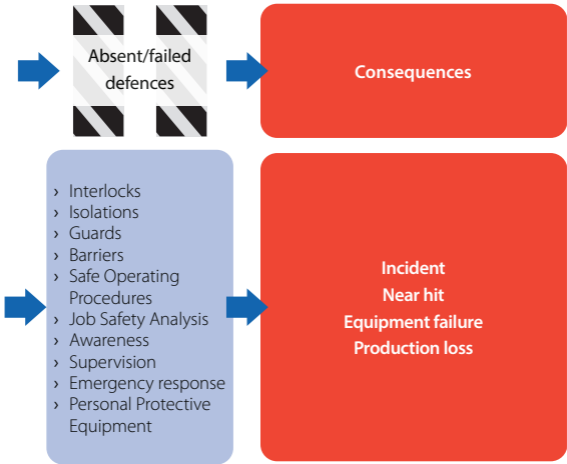 Absent/failed
defences
Consequences
› Interlocks
› Isolations
› Guards
› Barriers
› Safe Operating
Procedures
› Job Safety Analysis
› Awareness
› Supervision
› Emergency response
› Personal Protective
Equipment
Incident
Near hit
Equipment failure
Production loss